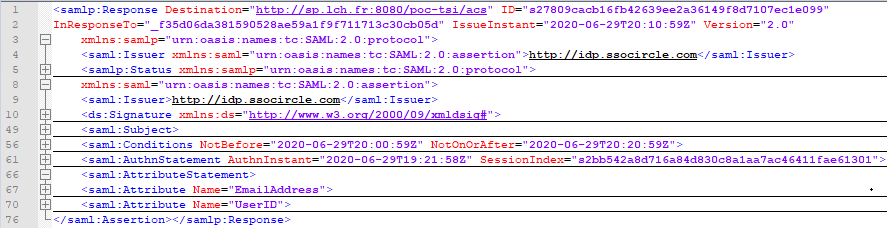 1 <samlp:Response Destination="http://sp.lch.fr:8080/poc-tsi/acs" ID="s27809cacb16fb42639ee2a36149f8d7107ec1e099"
2 InResponseTo="_f35d06da381590528ae59a1f9f711713c30cb05d" IssueInstant="2020-06-29T20:10:59Z" Version="2.0"
3 xmlns:samlp="urn:oasis:names:tc:SAML:2.0:protocol">
4 <saml:Issuer xmlns:saml="urn:oasis:names:tc:SAML:2.0:assertion">http://idp.ssocircle.com</saml:Issuer>
5 <samlp:Status xmlns:samlp="urn:oasis:names:tc:SAML:2.0:protocol">
8 xmlns:saml="urn:oasis:names:tc:SAML:2.0:assertion">
9 <saml:Issuer>http://idp.ssocircle.com</saml:Issuer>
10 <ds:Signature xmlns:ds="http://www.w3.org/2000/09/xmldsig#">
49 <saml:Subject>
56 <saml:Conditions NotBefore="2020-06-29T20:00:59Z" NotOnOrAfter="2020-06-29T20:20:59Z">
61 <saml:AuthnStatement AuthnInstant="2020-06-29T19:21:58Z" SessionIndex="s2bb542a8d716a84d830c8a1aa7ac46411fae61301">
66 <saml:AttributeStatement>
67 <saml:Attribute Name="EmailAddress">
70 <saml:Attribute Name="UserID">
76 </saml:Assertion></samlp:Response>